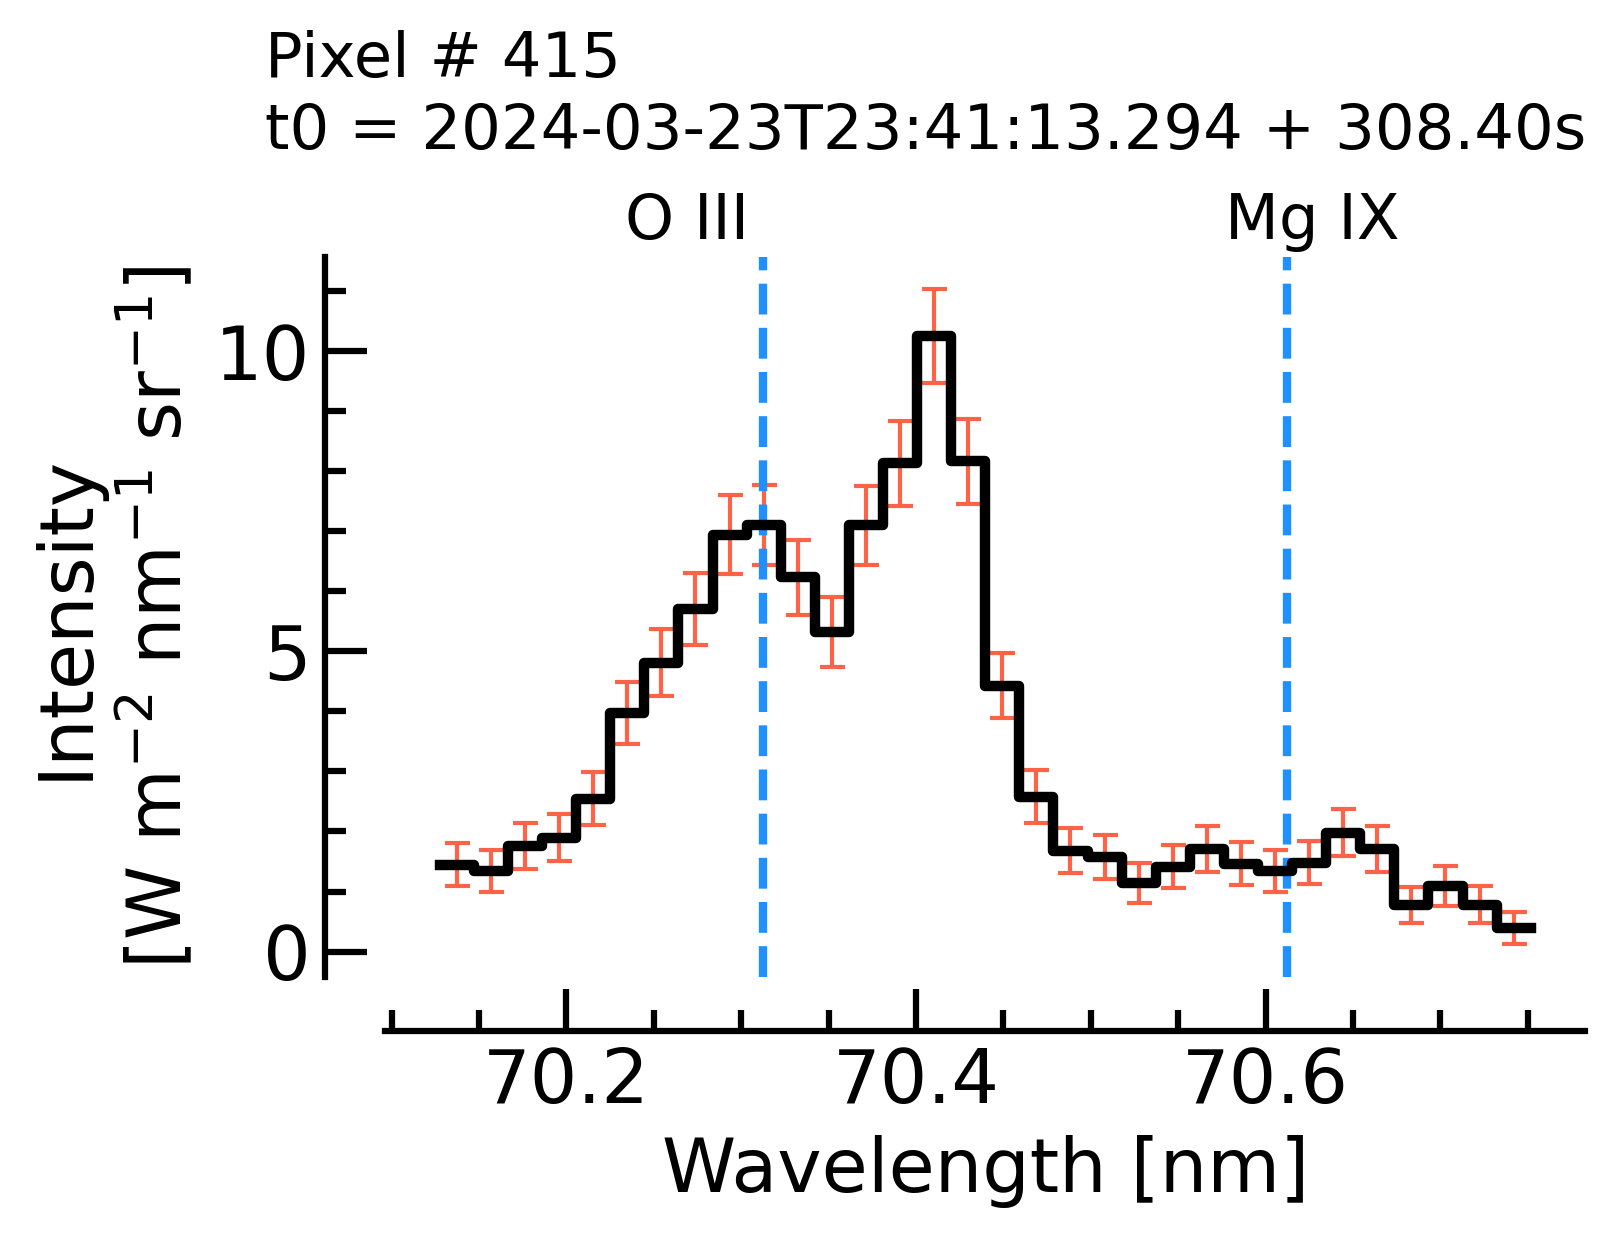 Pixel # 415
t0 = 2024-03-23T23:41:13.294 + 308.40s
O III Mg IX
Intensity
[W m⁻² nm⁻¹ sr⁻¹]
10
5
0
70.2 70.4 70.6
Wavelength [nm]